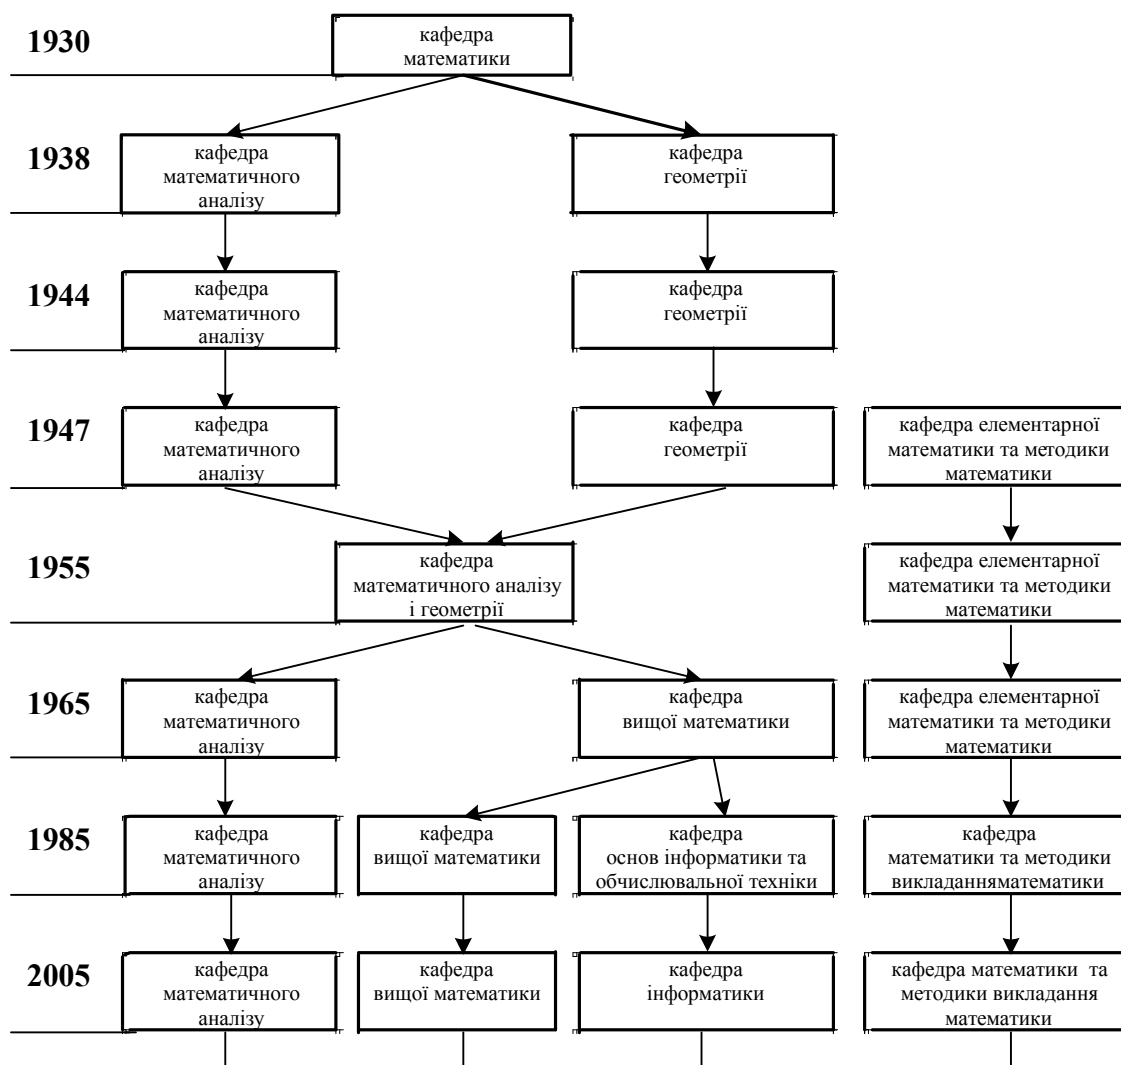 1930
кафедра
математики
1938
кафедра
математичного
аналізу
кафедра
геометрії
1944
кафедра
математичного
аналізу
кафедра
геометрії
1947
кафедра
математичного
аналізу
кафедра
геометрії
кафедра елементарної
математики та методики
математики
1955
кафедра
математичного аналізу
і геометрії
кафедра елементарної
математики та методики
математики
1965
кафедра
математичного
аналізу
кафедра
вищої математики
кафедра елементарної
математики та методики
математики
1985
кафедра
математичного
аналізу
кафедра
вищої математики
кафедра
основ інформатики та
обчислювальної техніки
кафедра
математики та методики
викладанняматематики
2005
кафедра
математичного
аналізу
кафедра
вищої математики
кафедра
інформатики
кафедра математики та
методики викладання
математики